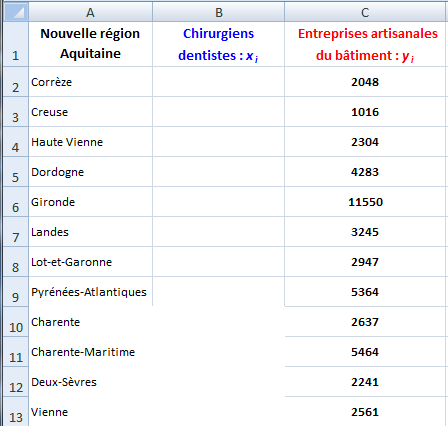 A B C
1 Nouvelle région Aquitaine Chirurgiens dentistes : x i Entreprises artisanales du bâtiment : y i
2 Corrèze 2048
3 Creuse 1016
4 Haute Vienne 2304
5 Dordogne 4283
6 Gironde 11550
7 Landes 3245
8 Lot-et-Garonne 2947
9 Pyrénées-Atlantiques 5364
10 Charente 2637
11 Charente-Maritime 5464
12 Deux-Sèvres 2241
13 Vienne 2561